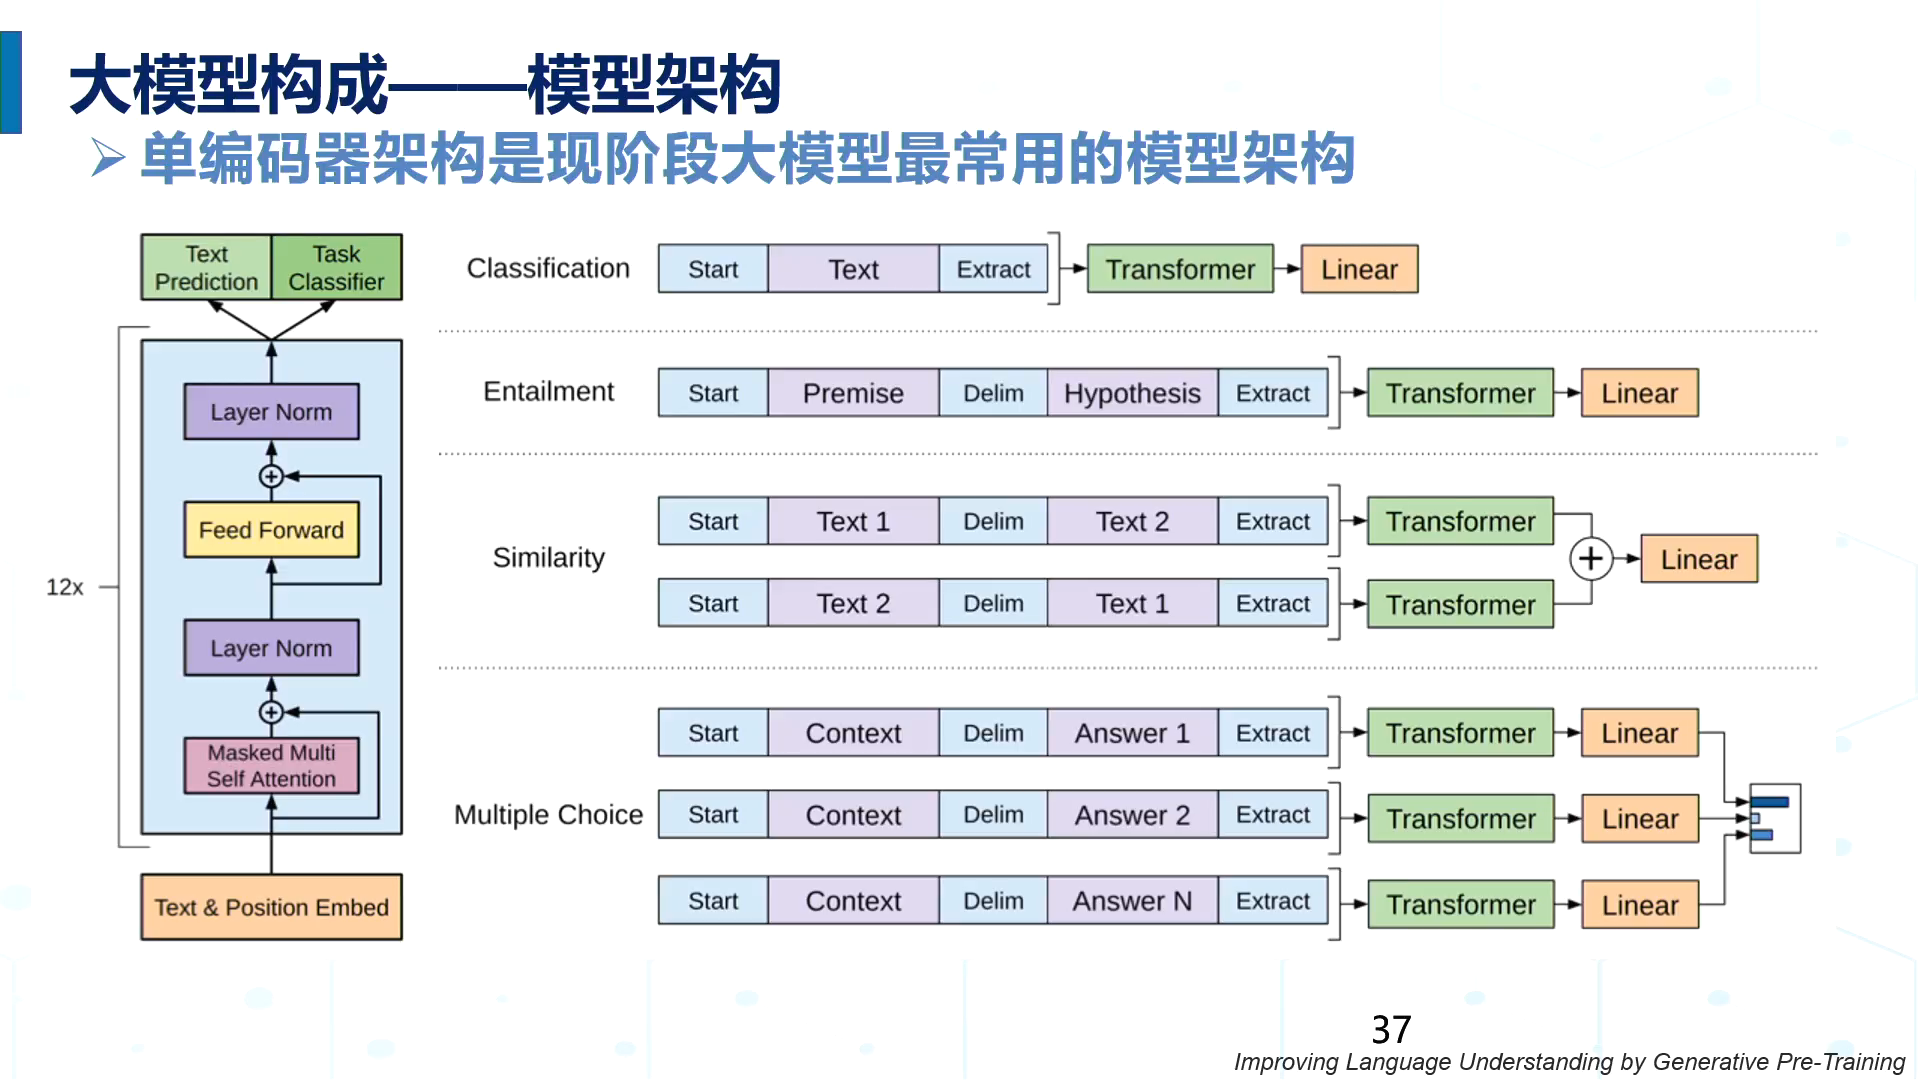 大模型构成——模型架构
➢ 单编码器架构是现阶段大模型最常用的模型架构
Text Prediction
Task Classifier
12x
Layer Norm
Feed Forward
Layer Norm
Masked Multi Self Attention
Text & Position Embed
Classification Start Text Extract Transformer Linear
Entailment Start Premise Delim Hypothesis Extract Transformer Linear
Similarity
Start Text 1 Delim Text 2 Extract Transformer
Start Text 2 Delim Text 1 Extract Transformer
Linear
Multiple Choice
Start Context Delim Answer 1 Extract Transformer Linear
Start Context Delim Answer 2 Extract Transformer Linear
Start Context Delim Answer N Extract Transformer Linear
37
Improving Language Understanding by Generative Pre-Training